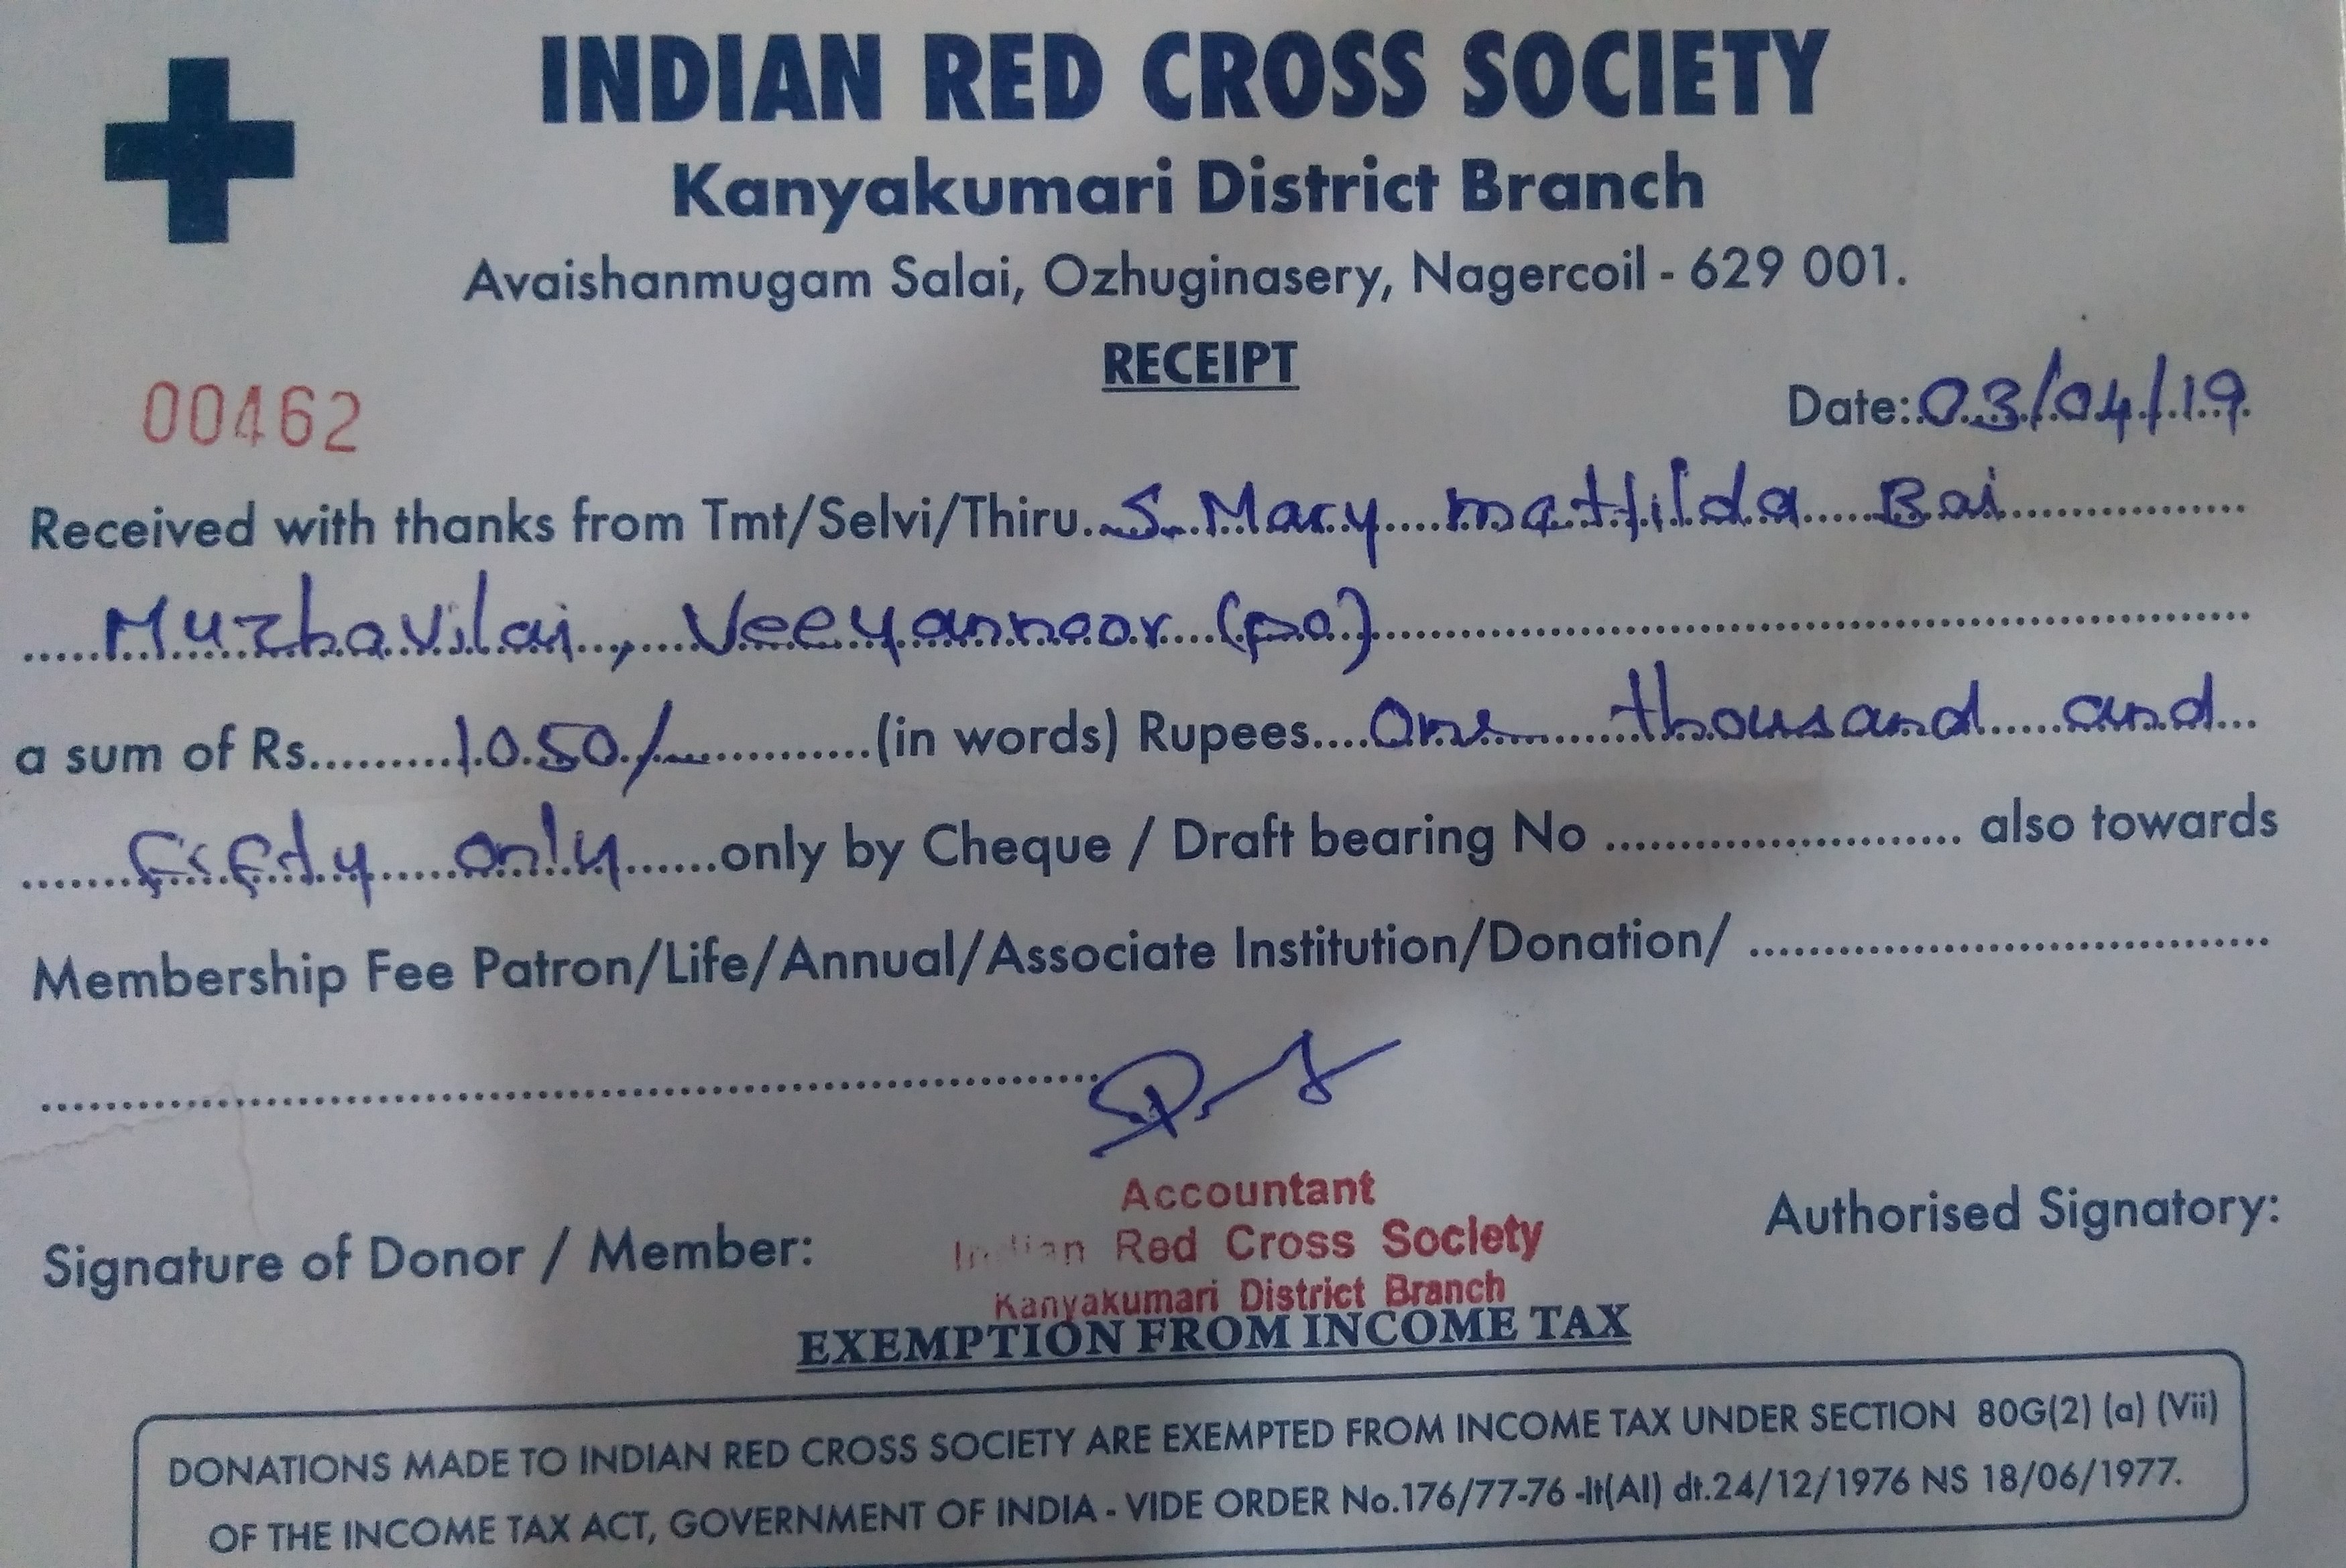 INDIAN RED CROSS SOCIETY
Kanyakumari District Branch
Avaishanmugam Salai, Ozhuginasery, Nagercoil - 629 001.
RECEIPT
00462
Date: 03/04/19
Received with thanks from Tmt/Selvi/Thiru. S. Mary Matfilda Bai
Muzhavilai, Veeyannoor (po)
a sum of Rs. 1050/- (in words) Rupees One thousand and
fifty only only by Cheque / Draft bearing No .......................... also towards
Membership Fee Patron/Life/Annual/Associate Institution/Donation/ ....................................
Accountant
Signature of Donor / Member: Indian Red Cross Society Authorised Signatory:
Kanyakumari District Branch
EXEMPTION FROM INCOME TAX
DONATIONS MADE TO INDIAN RED CROSS SOCIETY ARE EXEMPTED FROM INCOME TAX UNDER SECTION 80G(2) (a) (Vii)
OF THE INCOME TAX ACT, GOVERNMENT OF INDIA - VIDE ORDER No.176/77-76 -It(AI) dt.24/12/1976 NS 18/06/1977.